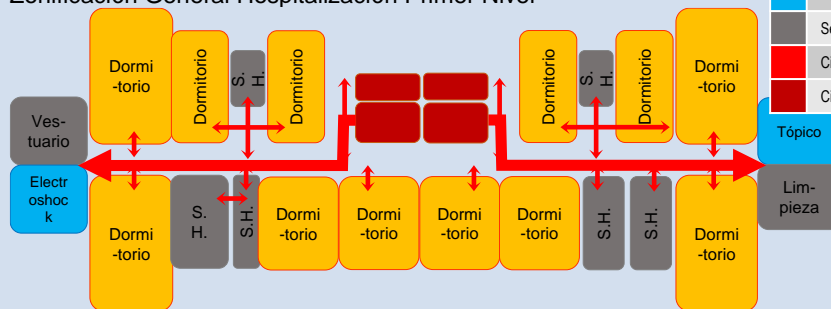 Zonificación General Hospitalización Primer Nivel
Dormi
-torio
Dormitorio
S.
H.
Dormitorio
Dormitorio
S.
H.
Dormitorio
Dormi
-torio
Ves-
tuario
Tópico
Electr
oshoc
k
Lim-
pieza
Dormi
-torio
S.
H.
S.H.
Dormi
-torio
Dormi
-torio
Dormi
-torio
Dormi
-torio
S.H.
S.H.
Dormi
-torio